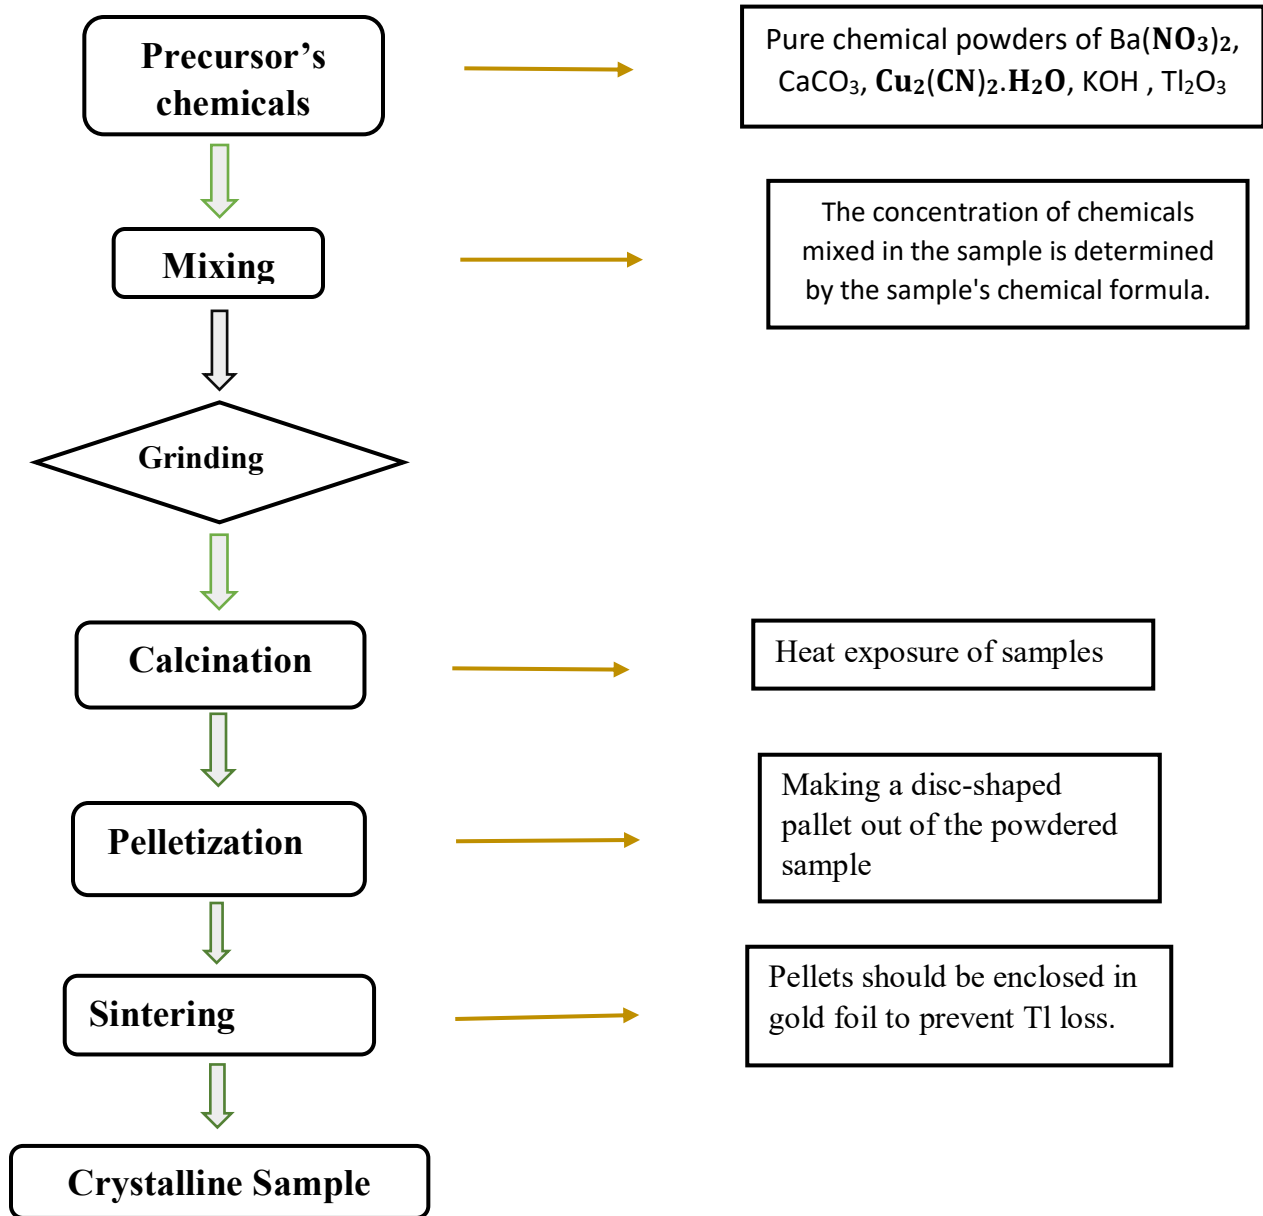 Precursor’s
chemicals
Pure chemical powders of Ba(NO₃)₂,
CaCO₃, Cu₂(CN)₂.H₂O, KOH , Tl₂O₃
Mixing
The concentration of chemicals
mixed in the sample is determined
by the sample's chemical formula.
Grinding
Calcination
Heat exposure of samples
Pelletization
Making a disc-shaped
pallet out of the powdered
sample
Sintering
Pellets should be enclosed in
gold foil to prevent Tl loss.
Crystalline Sample